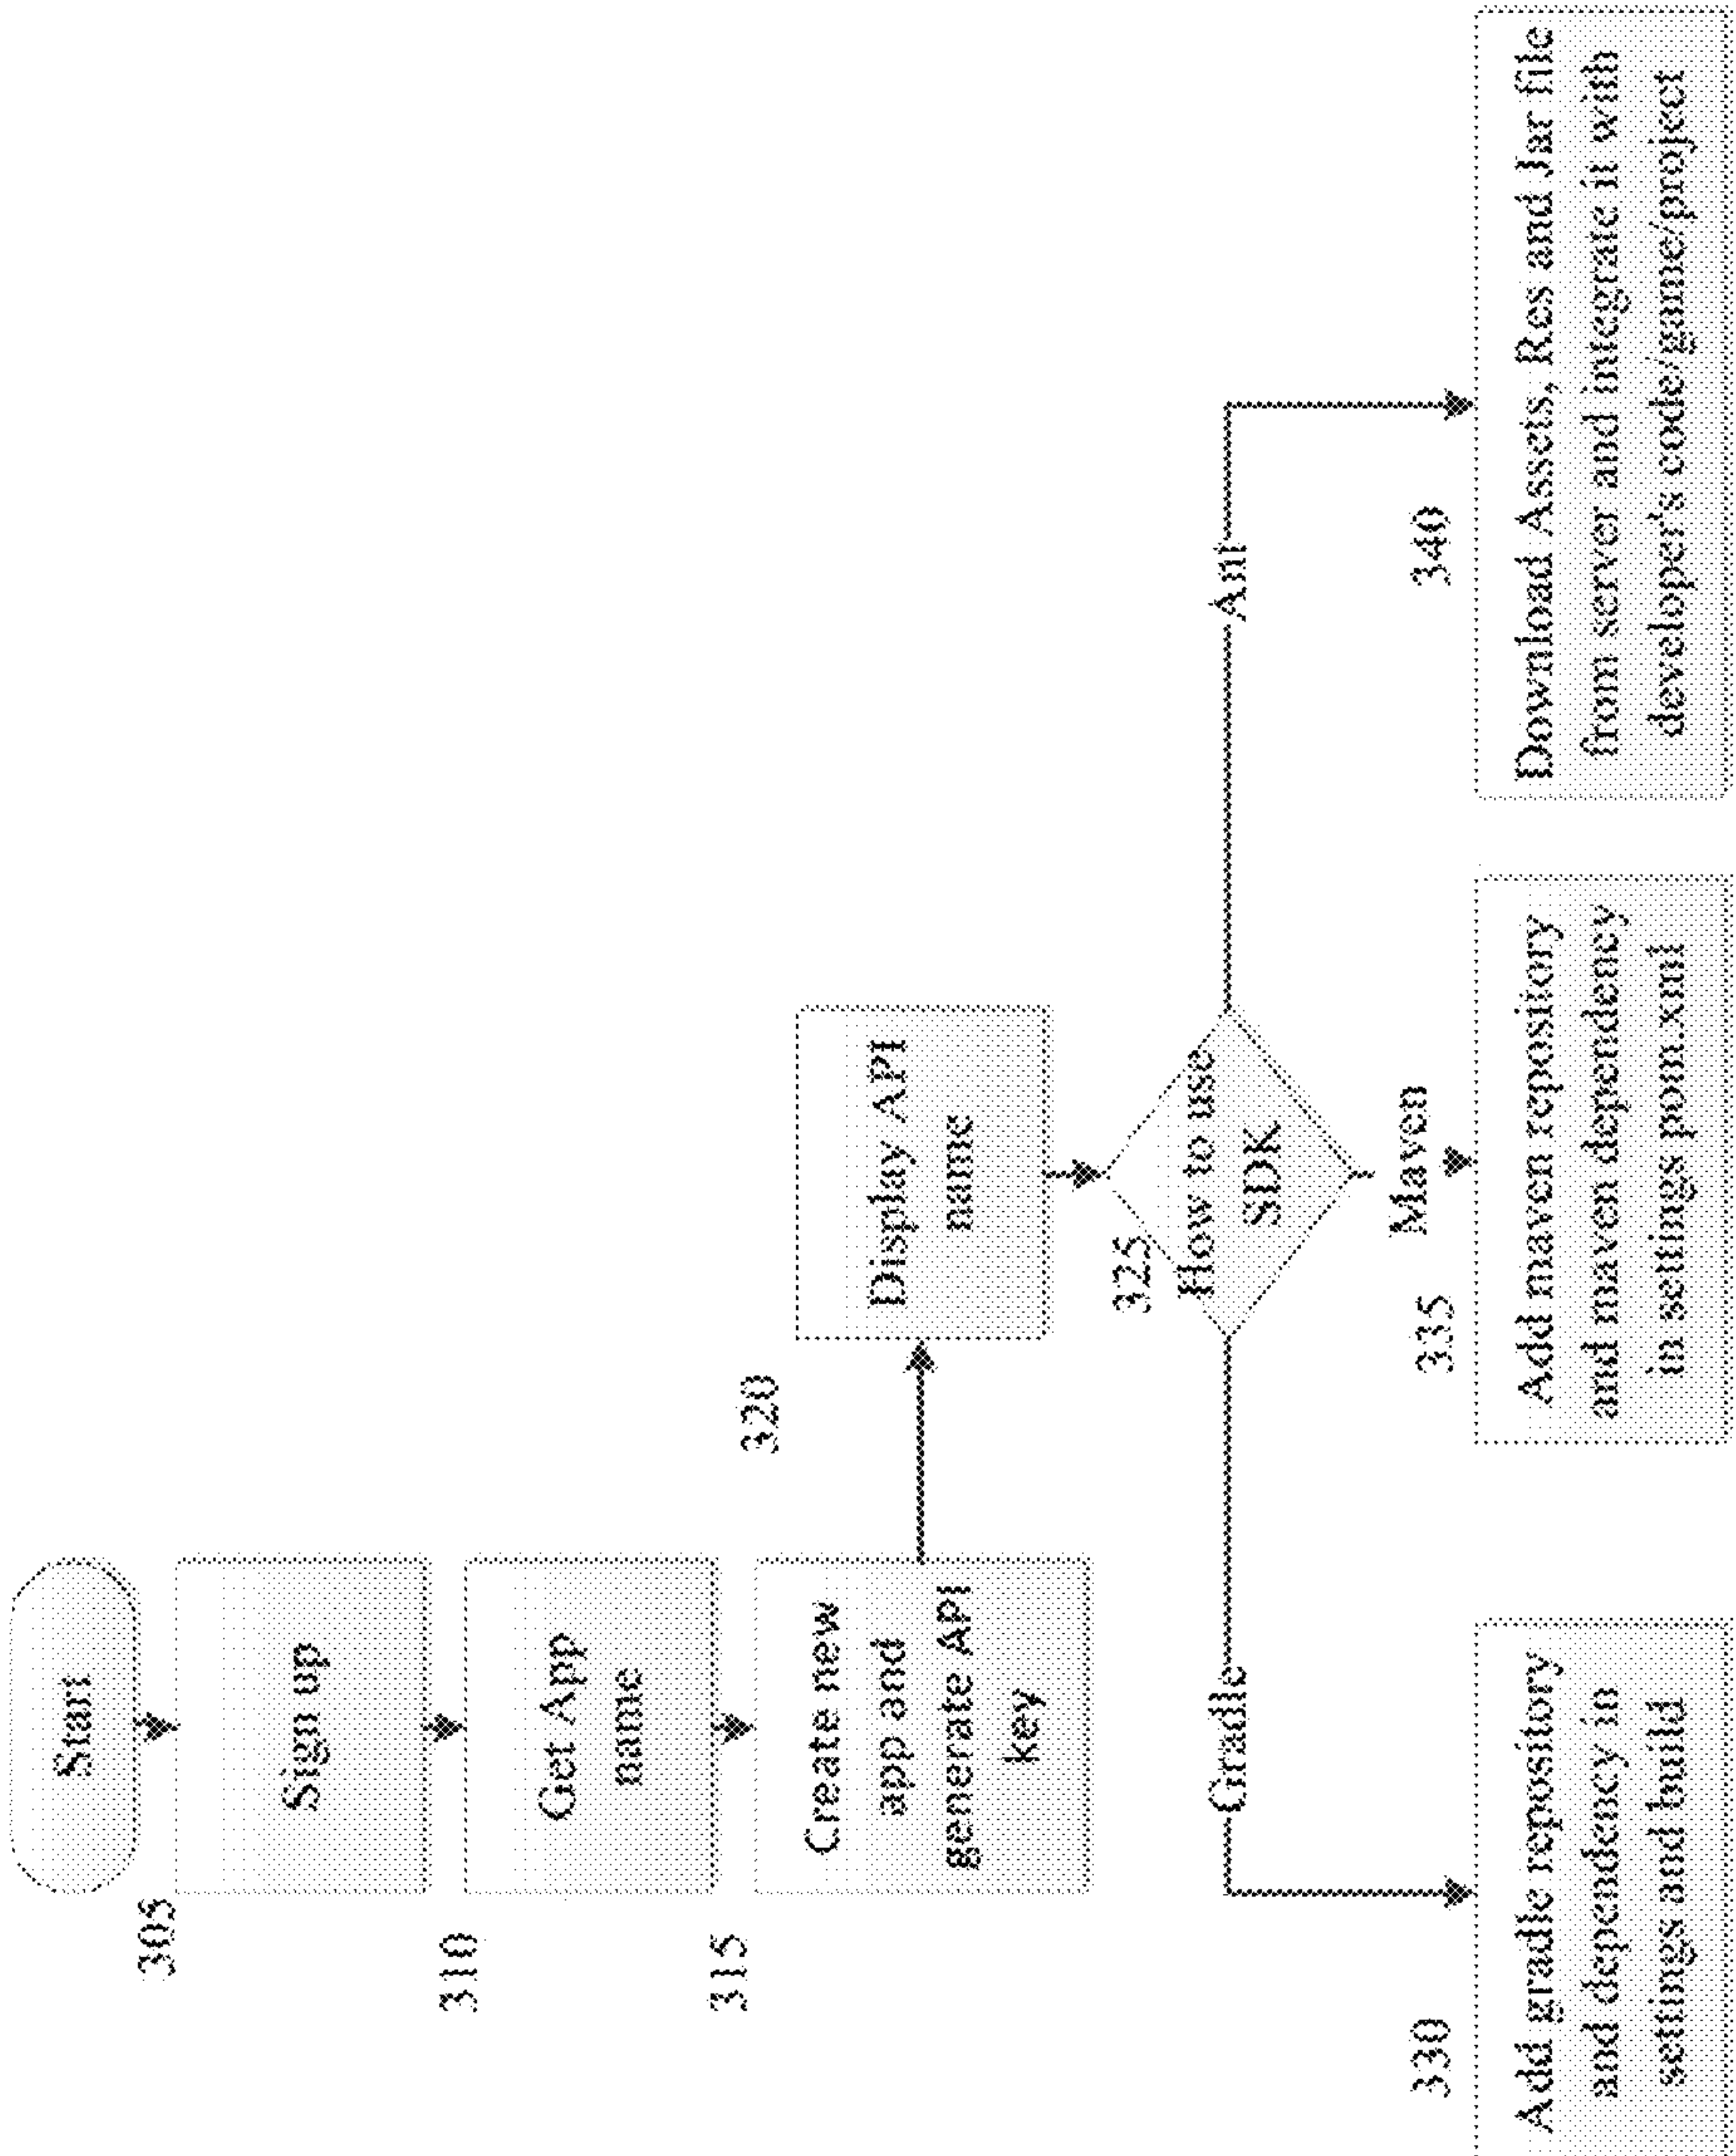 Start
305
Sign up
310
Get App
name
315
Create new
app and
generate API
key
320
Display API
name
325
How to use
SDK
Gradle
Maven
Ant
330
Add gradle repository
and dependency in
settings and build
335
Add maven repository
and maven dependency
in settings pom.xml
340
Download Assets, Res and Jar file
from server and integrate it with
developer's code/game/project